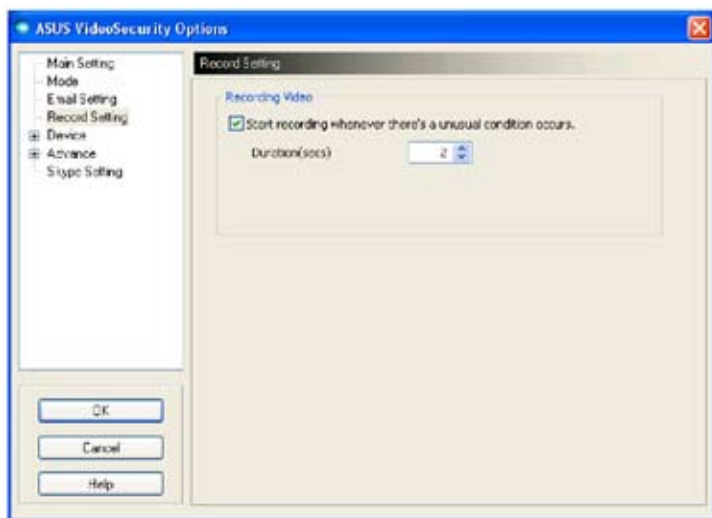 ASUS VideoSecurity Options
Main Setting
Mode
Email Setting
Record Setting
Device
Advance
Skype Setting
OK
Cancel
Help
Record Setting
Recording Video
Start recording whenever there's a unusual condition occurs.
Duration(secs)
2